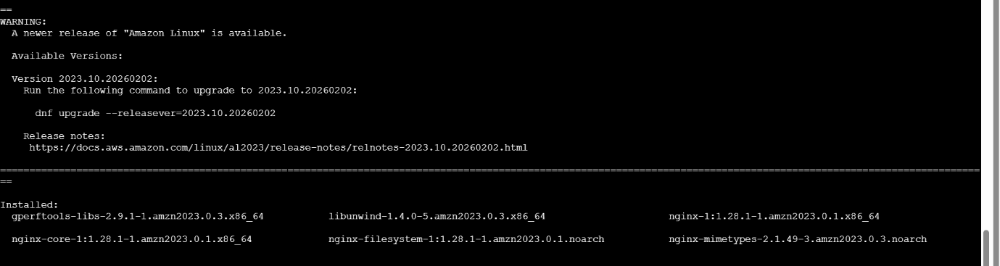 ==
WARNING:
A newer release of "Amazon Linux" is available.
Available Versions:
Version 2023.10.20260202:
Run the following command to upgrade to 2023.10.20260202:
dnf upgrade --releasever=2023.10.20260202
Release notes:
https://docs.aws.amazon.com/linux/al2023/release-notes/relnotes-2023.10.20260202.html
=======================================================================================================================================================================
==
Installed:
gperftools-libs-2.9.1-1.amzn2023.0.3.x86_64 libunwind-1.4.0-5.amzn2023.0.3.x86_64 nginx-1:1.28.1-1.amzn2023.0.1.x86_64
nginx-core-1:1.28.1-1.amzn2023.0.1.x86_64 nginx-filesystem-1:1.28.1-1.amzn2023.0.1.noarch nginx-mimetypes-2.1.49-3.amzn2023.0.3.noarch